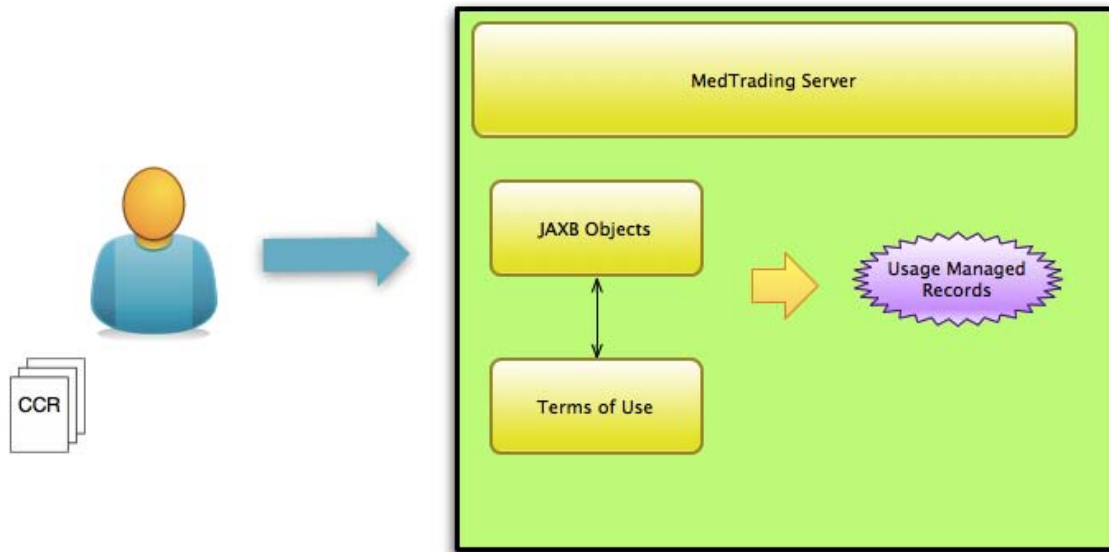 MedTrading Server
JAXB Objects
Usage Managed
Records
Terms of Use
CCR